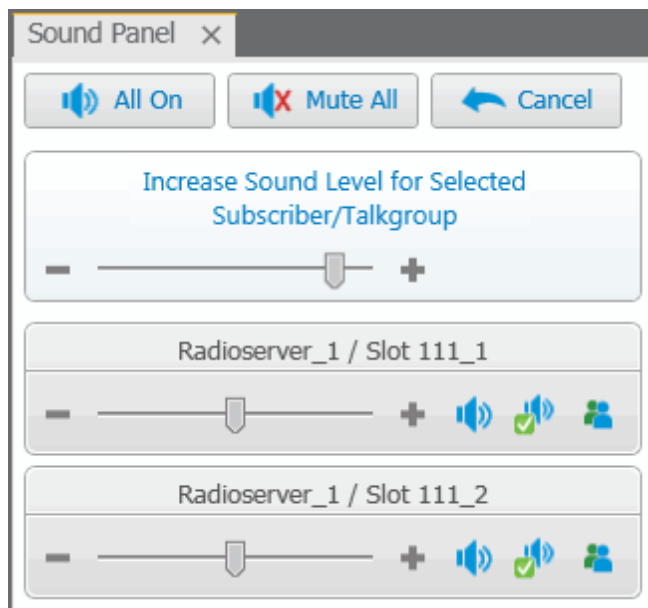 Sound Panel
All On
Mute All
Cancel
Increase Sound Level for Selected
Subscriber/Talkgroup
Radioserver_1 / Slot 111_1
Radioserver_1 / Slot 111_2